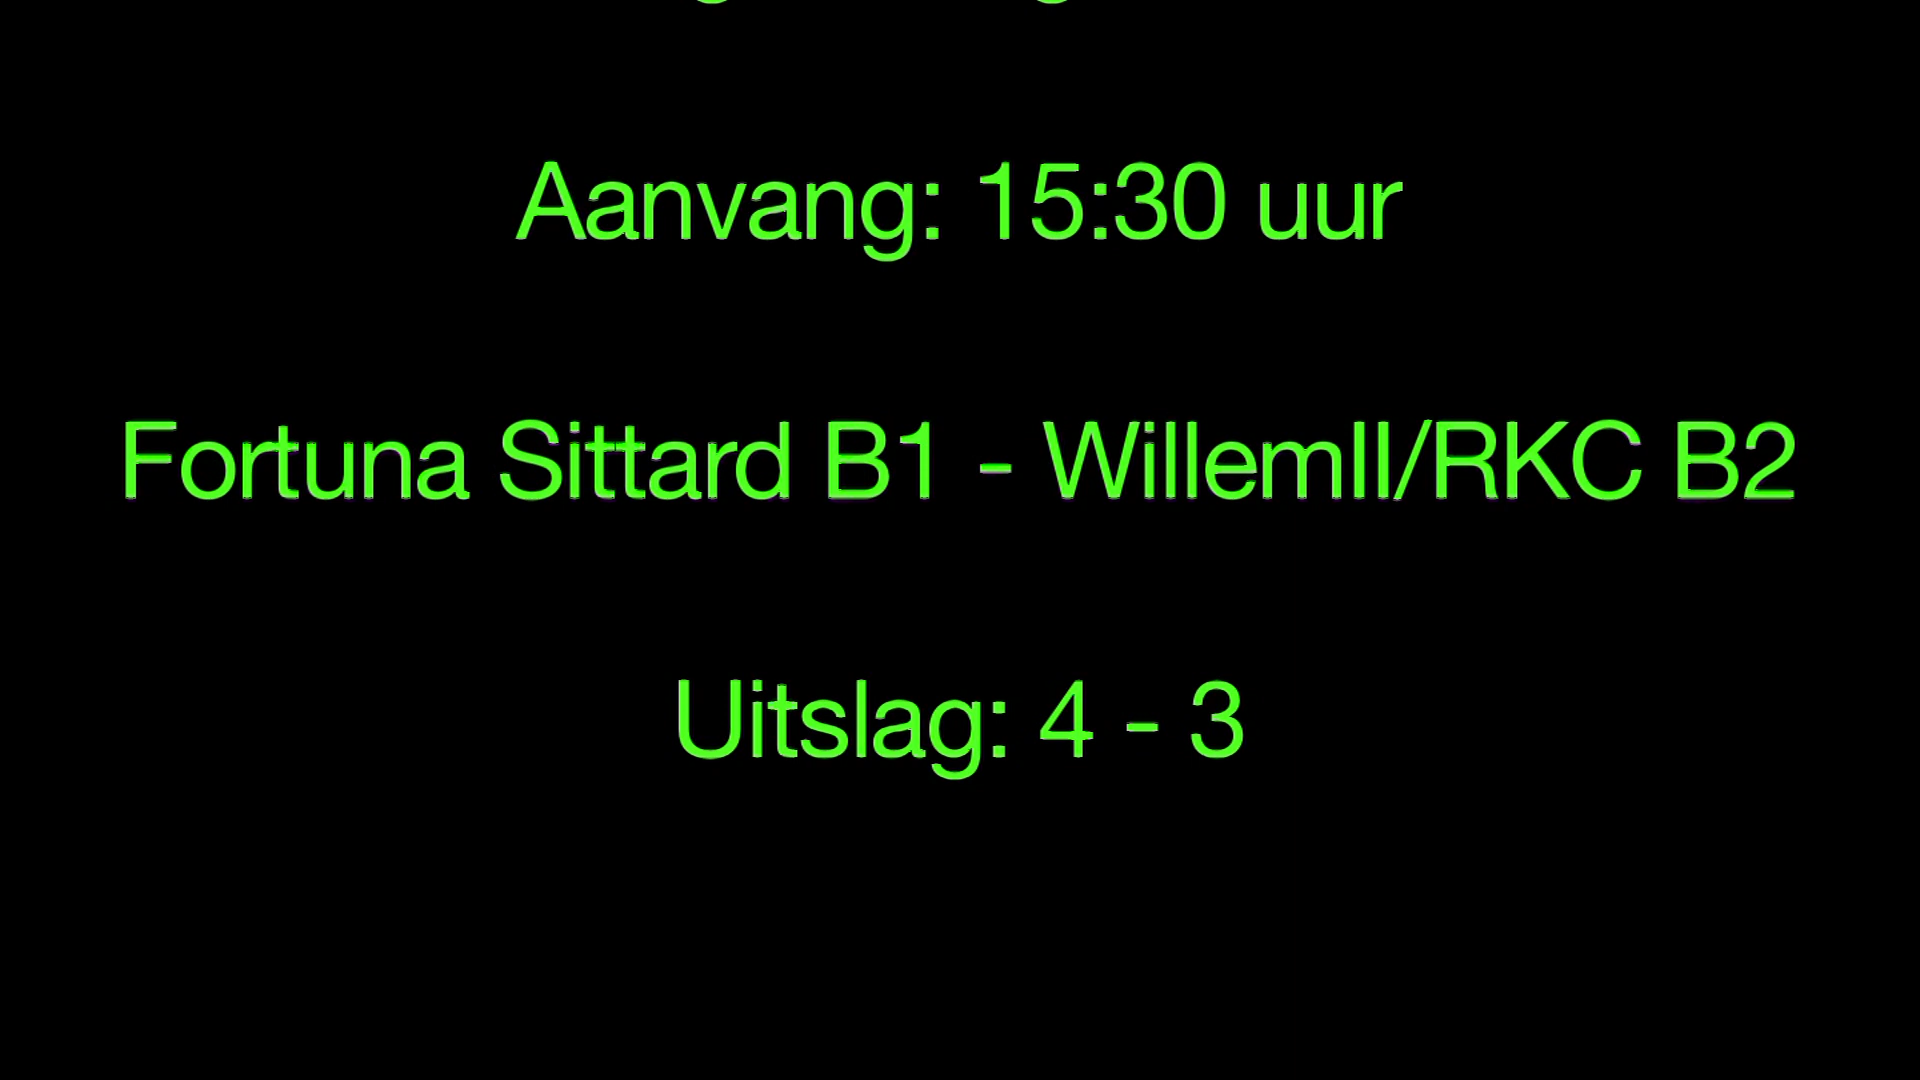 Aanvang: 15:30 uur
Fortuna Sittard B1 - WillemII/RKC B2
Uitslag: 4 - 3